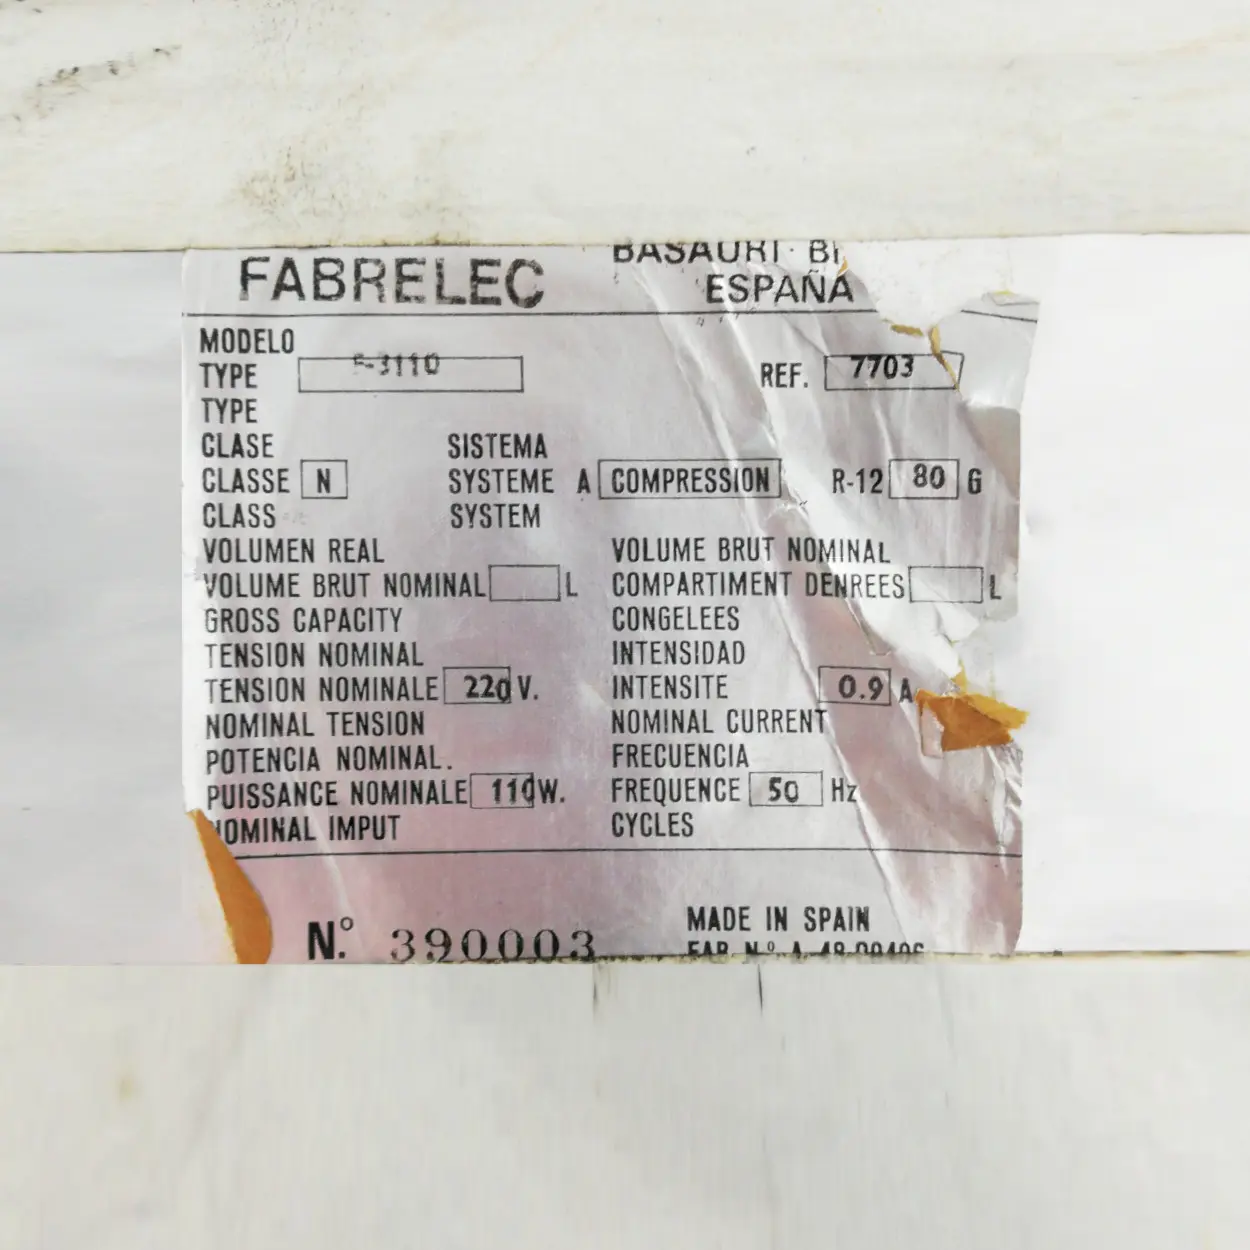 FABRELEC
BASAURI - BI
ESPAÑA
MODELO
TYPE F-3110 REF. 7703
TYPE
CLASE SISTEMA
CLASSE N SYSTEME A COMPRESSION R-12 80 G
CLASS SYSTEM
VOLUMEN REAL VOLUME BRUT NOMINAL
VOLUME BRUT NOMINAL L COMPARTIMENT DENREES L
GROSS CAPACITY CONGELEES
TENSION NOMINAL INTENSIDAD
TENSION NOMINALE 220 V. INTENSITE 0.9 A
NOMINAL TENSION NOMINAL CURRENT
POTENCIA NOMINAL. FRECUENCIA
PUISSANCE NOMINALE 110 W. FREQUENCE 50 Hz
NOMINAL IMPUT CYCLES
N.º 390003 MADE IN SPAIN
FAB. N.º A-48-00406